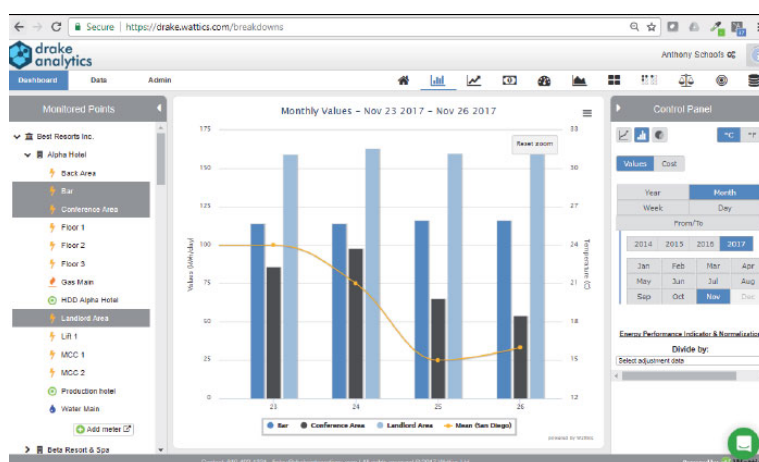 Secure | https://drake.wattics.com/breakdowns
drake
analytics
Anthony Schools
Dashboard Data Admin
Monitored Points
Best Resorts Inc.
Alpha Hotel
Back Area
Bar
Conference Area
Floor 1
Floor 2
Floor 3
Gas Main
HDD Alpha Hotel
Landlord Area
Lift 1
MCC 1
MCC 2
Production hotel
Water Main
Add meter
Beta Resort & Spa
Monthly Values - Nov 23 2017 - Nov 26 2017
Reset zoom
175
150
125
100
75
50
25
0
Values (kWh/day)
33
30
27
24
21
18
15
12
Temperature (C)
23 24 25 26
Bar Conference Area Landlord Area Mean (San Diego)
powered by Wattics
Control Panel
°C °F
Values Cost
Year Month
Week Day
From/To
2014 2015 2016 2017
Jan Feb Mar Apr
May Jun Jul Aug
Sep Oct Nov Dec
Energy Performance Indicator & Normalization
Divide by:
Select adjustment data